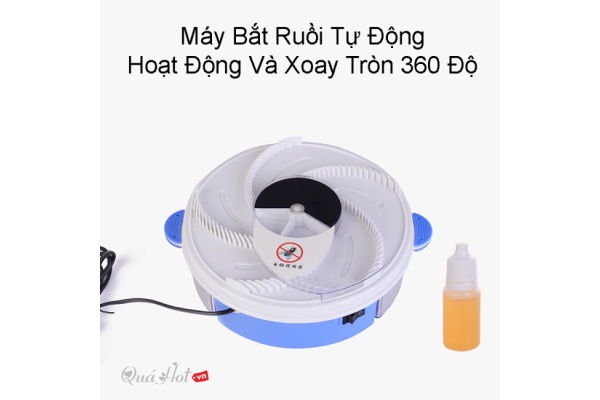 Máy Bắt Ruồi Tự Động
Hoạt Động Và Xoay Tròn 360 Độ
QuáHot.vn